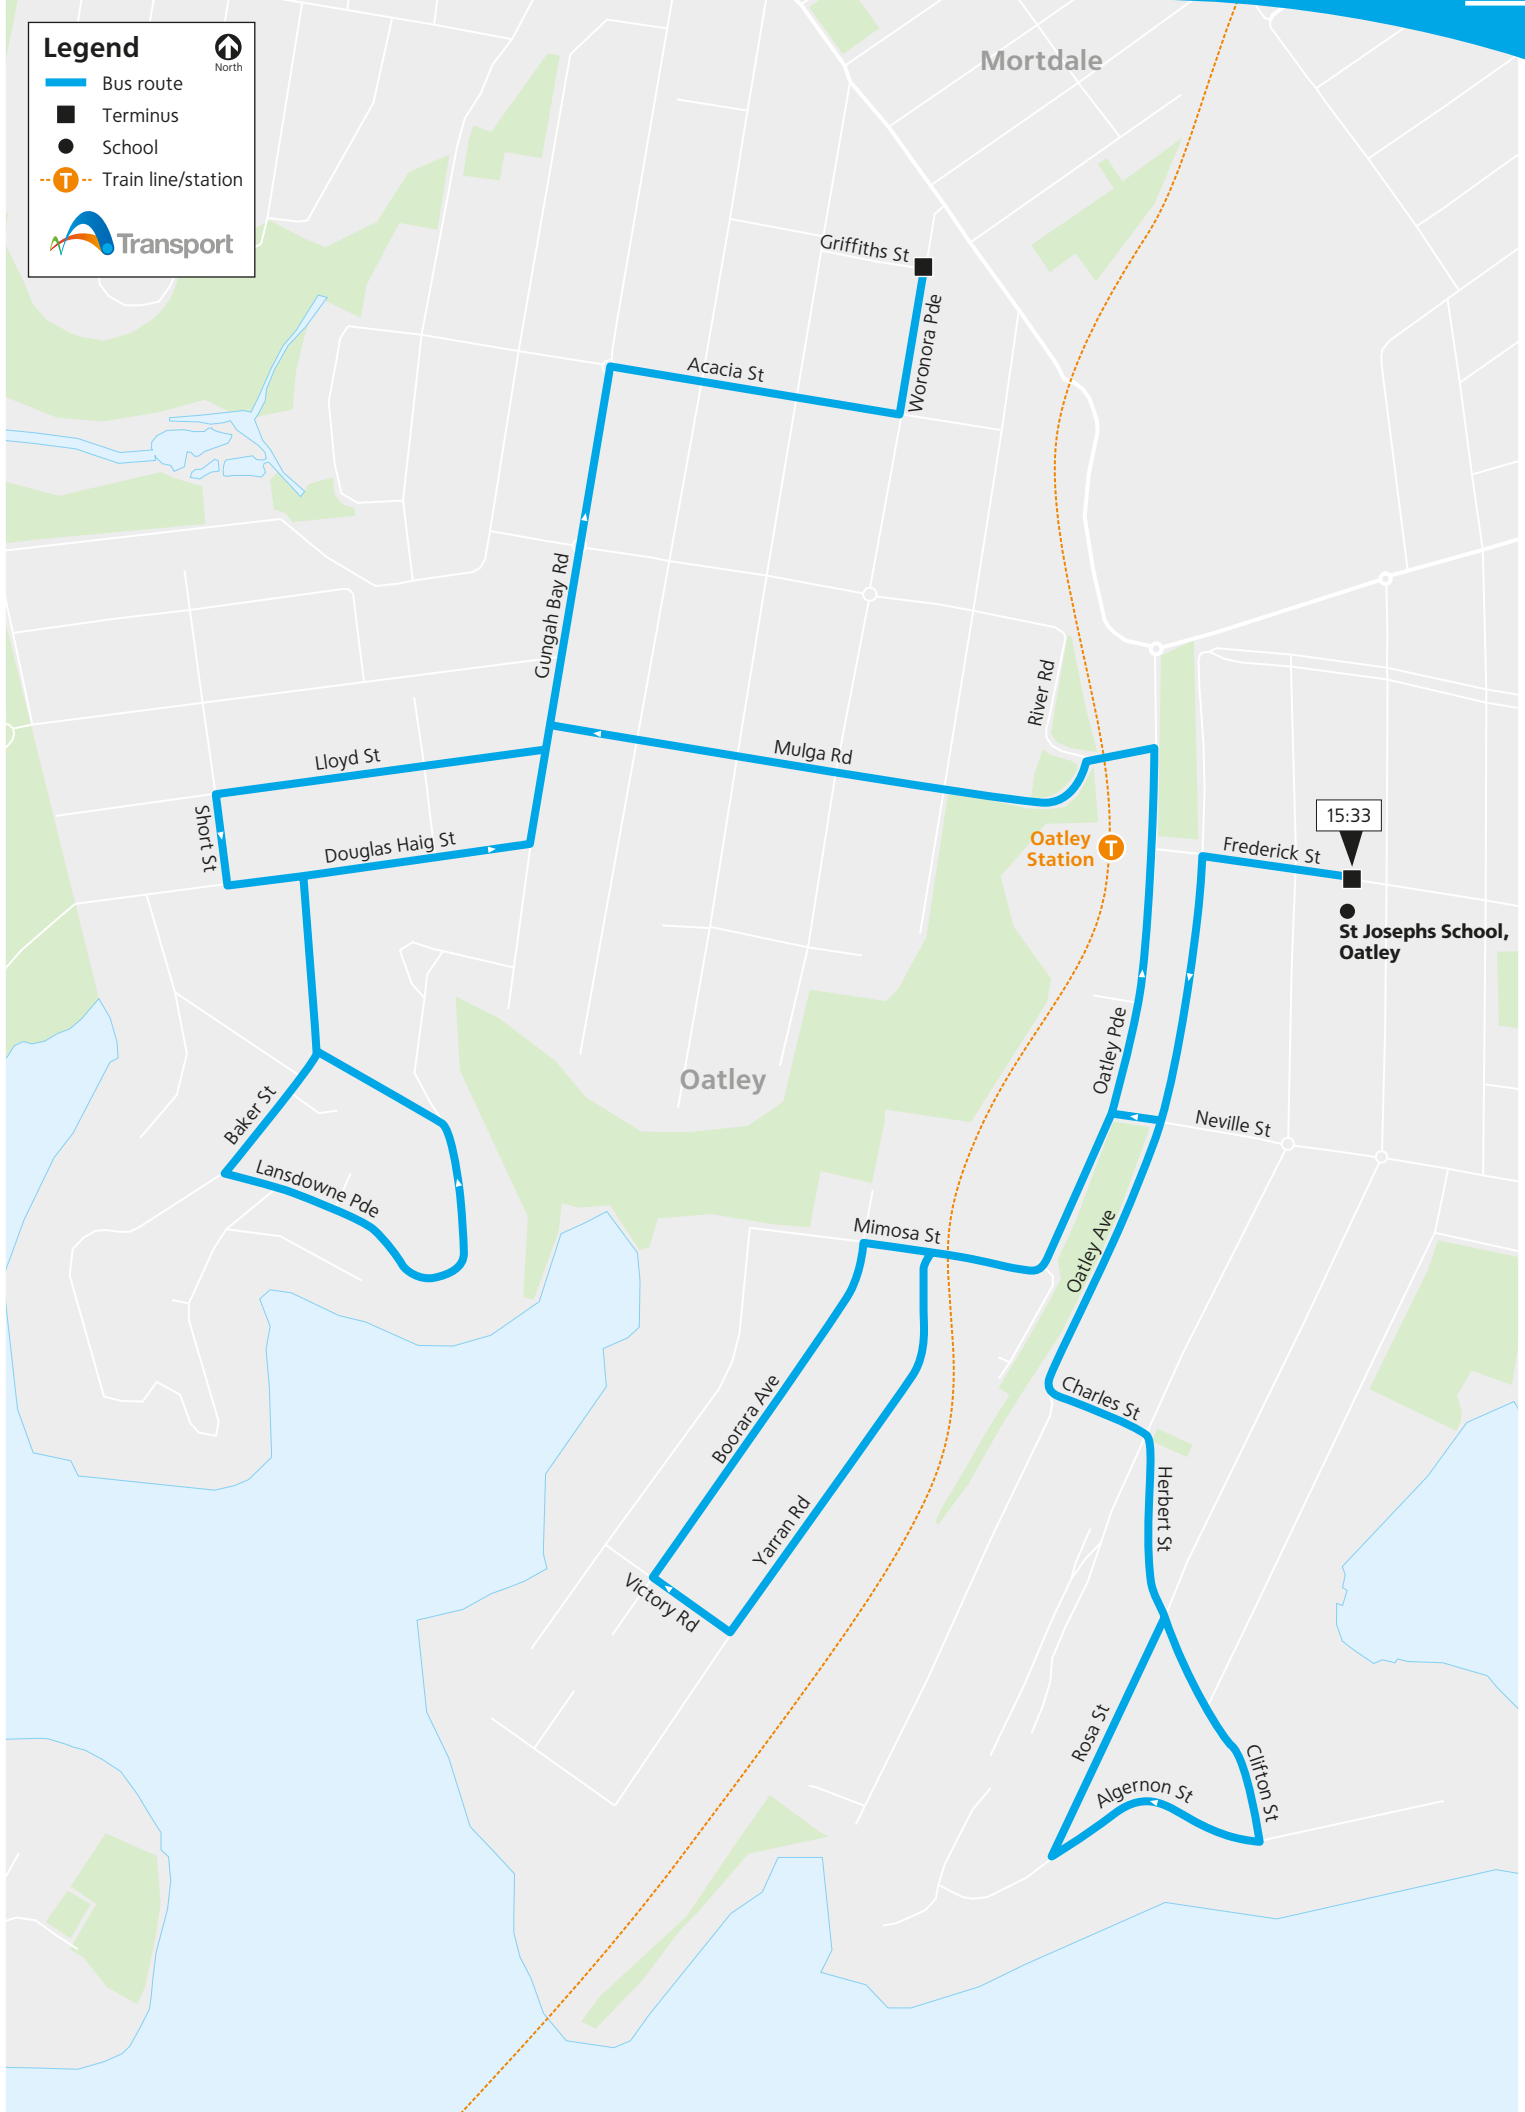 Legend
North
Bus route
Terminus
School
T
Train line/station
Transport
Mortdale
Griffiths St
Woronora Pde
Acacia St
Gungah Bay Rd
River Rd
Mulga Rd
Lloyd St
Short St
Douglas Haig St
15:33
Frederick St
Oatley
Station
T
St Josephs School,
Oatley
Oatley Pde
Oatley
Neville St
Baker St
Lansdowne Pde
Mimosa St
Oatley Ave
Charles St
Boorara Ave
Herbert St
Yarran Rd
Victory Rd
Rosa St
Clifton St
Algernon St